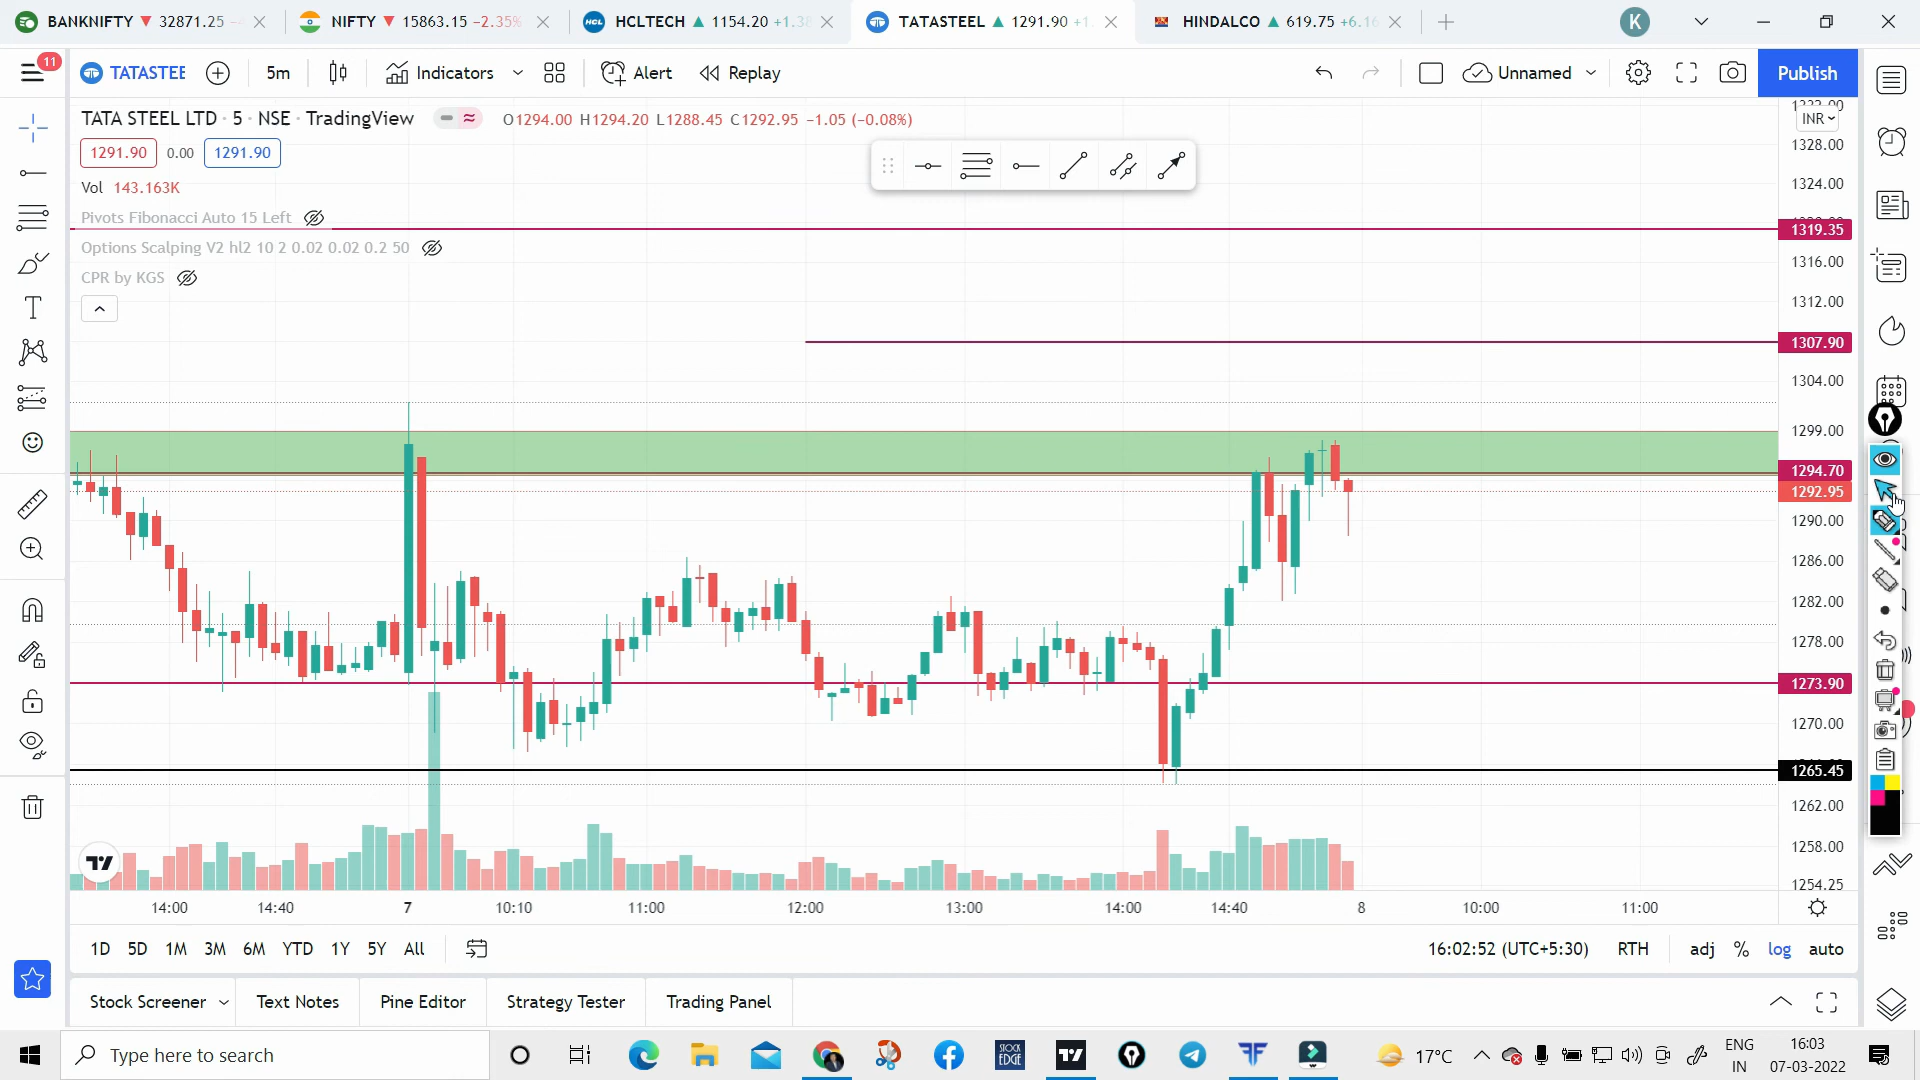 BANKNIFTY ▼ 32871.25
NIFTY ▼ 15863.15 -2.35%
HCLTECH ▲ 1154.20 +1.38
TATASTEEL ▲ 1291.90 +1.
HINDALCO ▲ 619.75 +6.16
K
11
TATASTEE
5m
Indicators
Alert
Replay
Unnamed
Publish
TATA STEEL LTD · 5 · NSE · TradingView
O1294.00 H1294.20 L1288.45 C1292.95 −1.05 (−0.08%)
1291.90 0.00 1291.90
Vol 143.163K
Pivots Fibonacci Auto 15 Left
Options Scalping V2 hl2 10 2 0.02 0.02 0.2 50
CPR by KGS
INR
1328.00
1324.00
1319.35
1316.00
1312.00
1307.90
1304.00
1299.00
1294.70
1292.95
1290.00
1286.00
1282.00
1278.00
1273.90
1270.00
1265.45
1262.00
1258.00
1254.25
14:00 14:40 7 10:10 11:00 12:00 13:00 14:00 14:40 8 10:00 11:00
1D 5D 1M 3M 6M YTD 1Y 5Y All
16:02:52 (UTC+5:30) RTH adj % log auto
Stock Screener Text Notes Pine Editor Strategy Tester Trading Panel
Type here to search
STOCK
EDGE
17°C
ENG
IN
16:03
07-03-2022